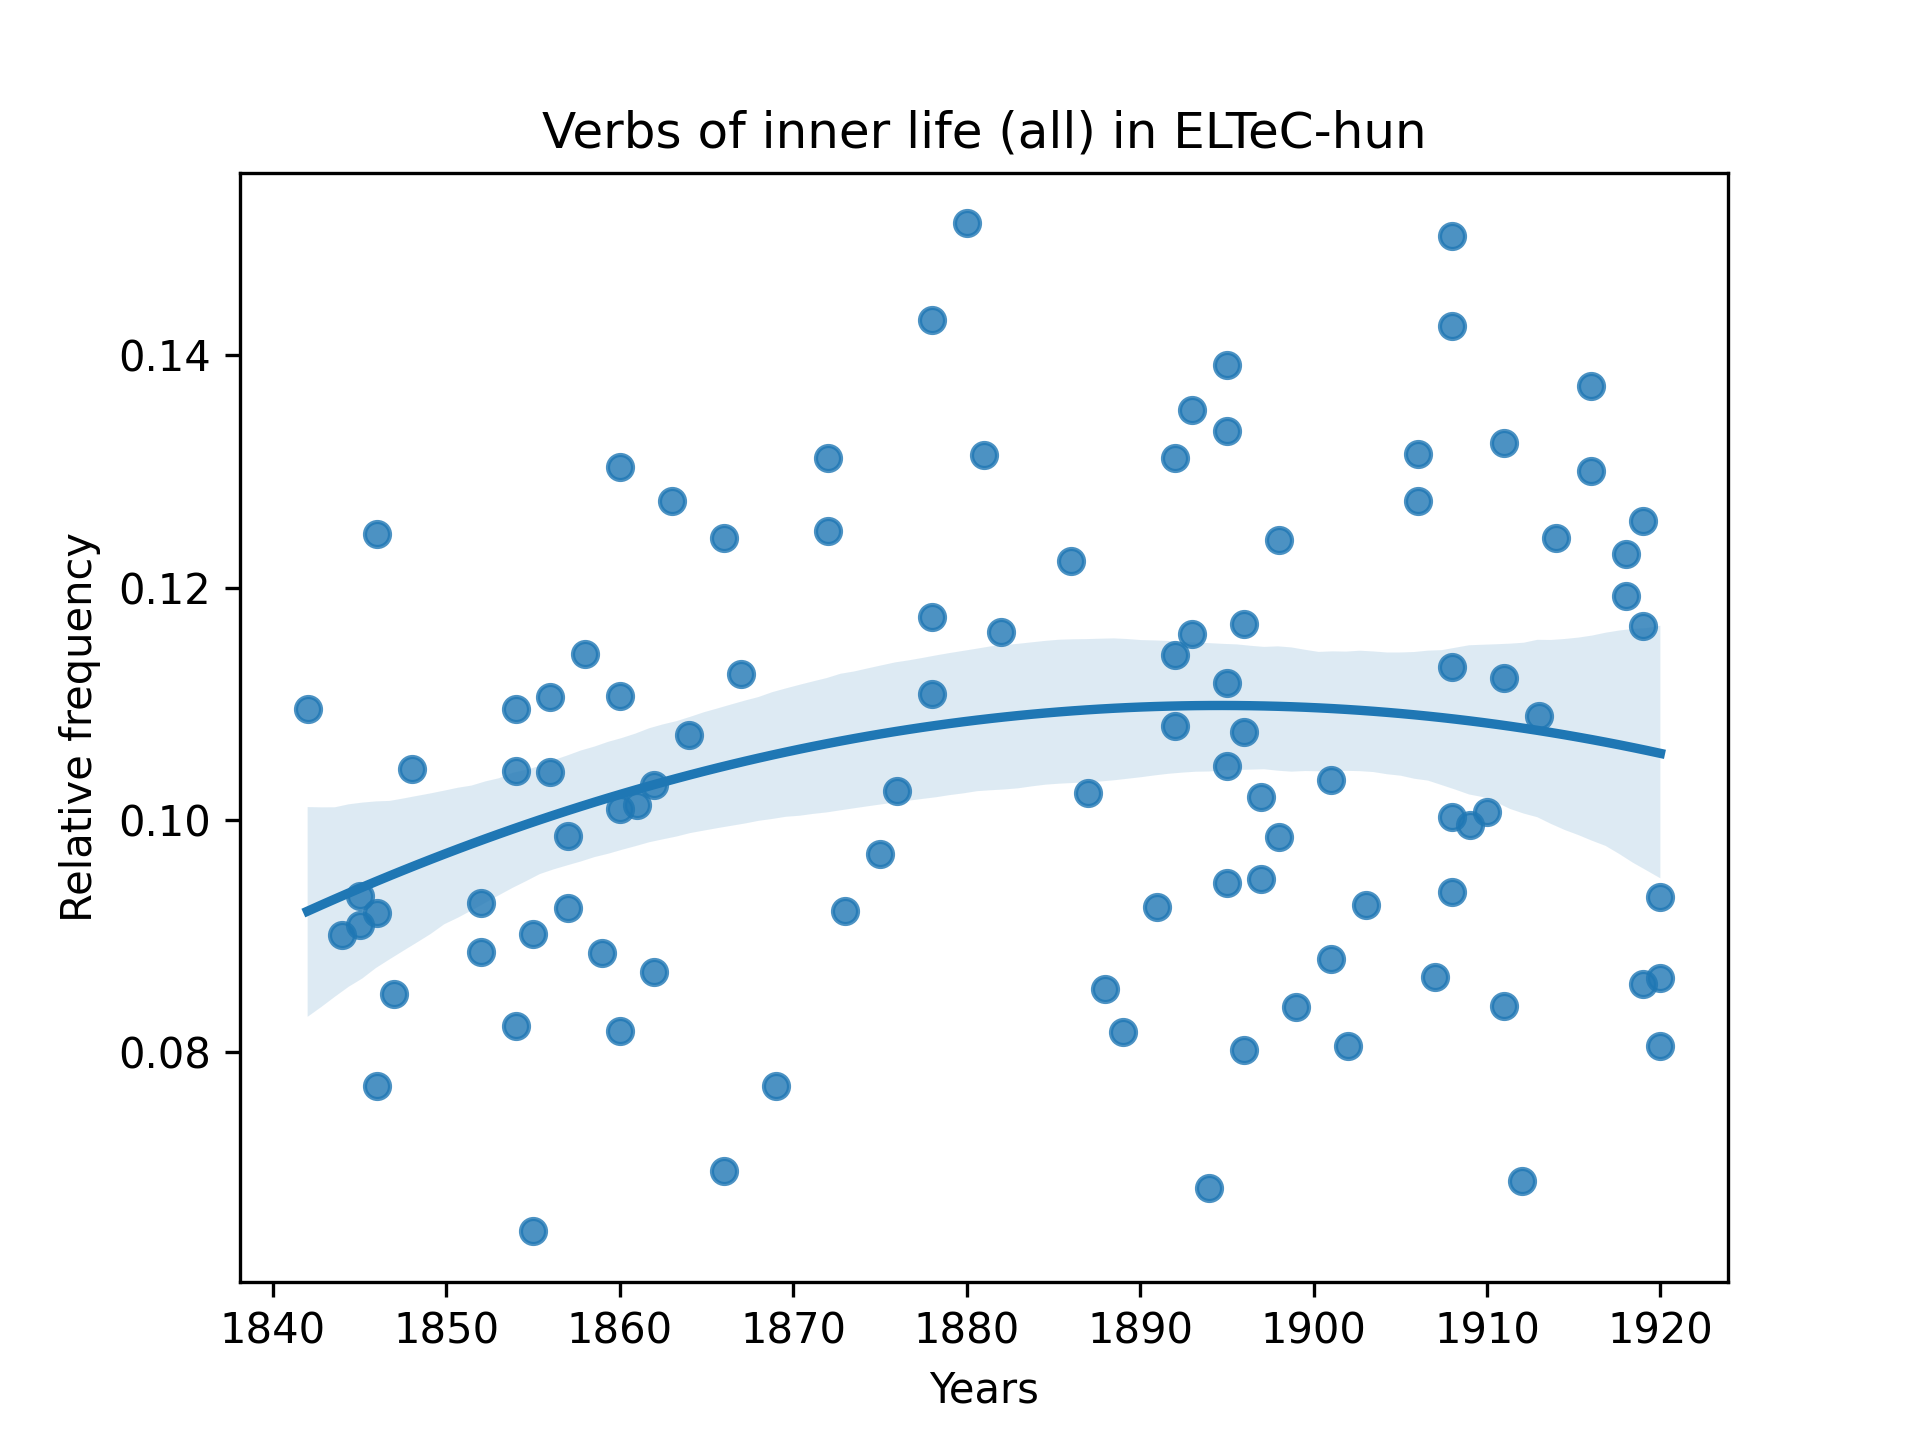 Verbs of inner life (all) in ELTeC-hun
Relative frequency
0.14
0.12
0.10
0.08
1840 1850 1860 1870 1880 1890 1900 1910 1920
Years